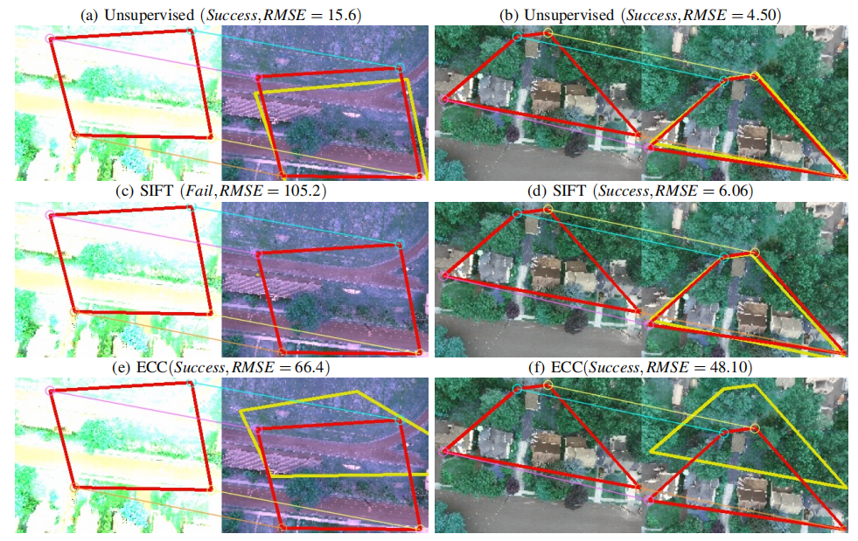 (a) Unsupervised (Success, RMSE = 15.6)
(b) Unsupervised (Success, RMSE = 4.50)
(c) SIFT (Fail, RMSE = 105.2)
(d) SIFT (Success, RMSE = 6.06)
(e) ECC(Success, RMSE = 66.4)
(f) ECC(Success, RMSE = 48.10)